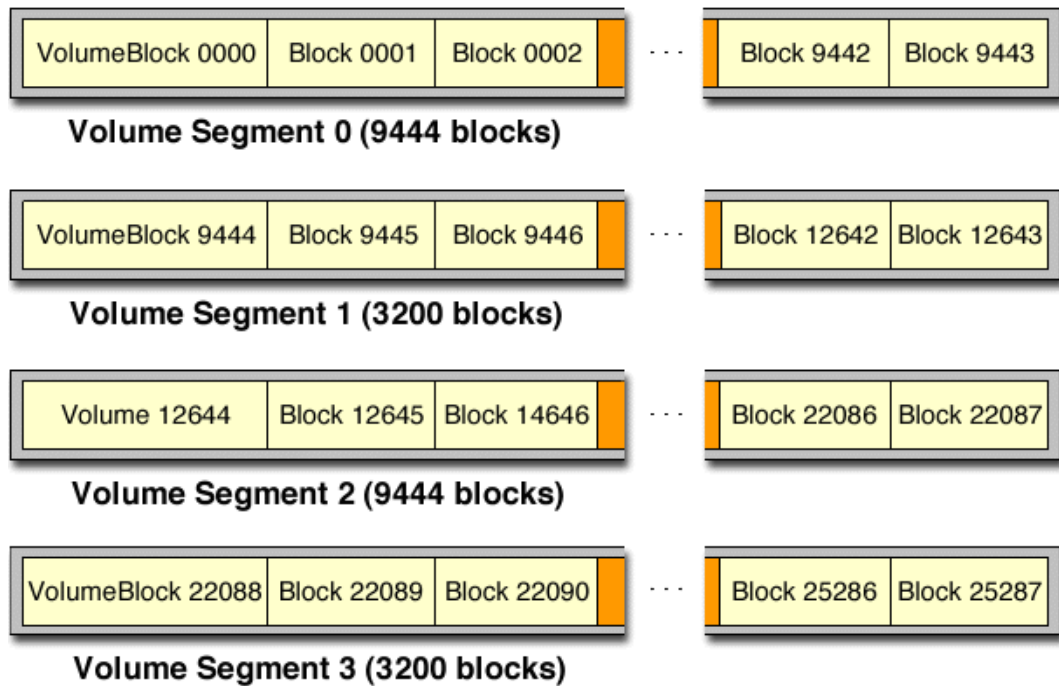 VolumeBlock 0000 Block 0001 Block 0002 . . . Block 9442 Block 9443
Volume Segment 0 (9444 blocks)
VolumeBlock 9444 Block 9445 Block 9446 . . . Block 12642 Block 12643
Volume Segment 1 (3200 blocks)
Volume 12644 Block 12645 Block 14646 . . . Block 22086 Block 22087
Volume Segment 2 (9444 blocks)
VolumeBlock 22088 Block 22089 Block 22090 . . . Block 25286 Block 25287
Volume Segment 3 (3200 blocks)